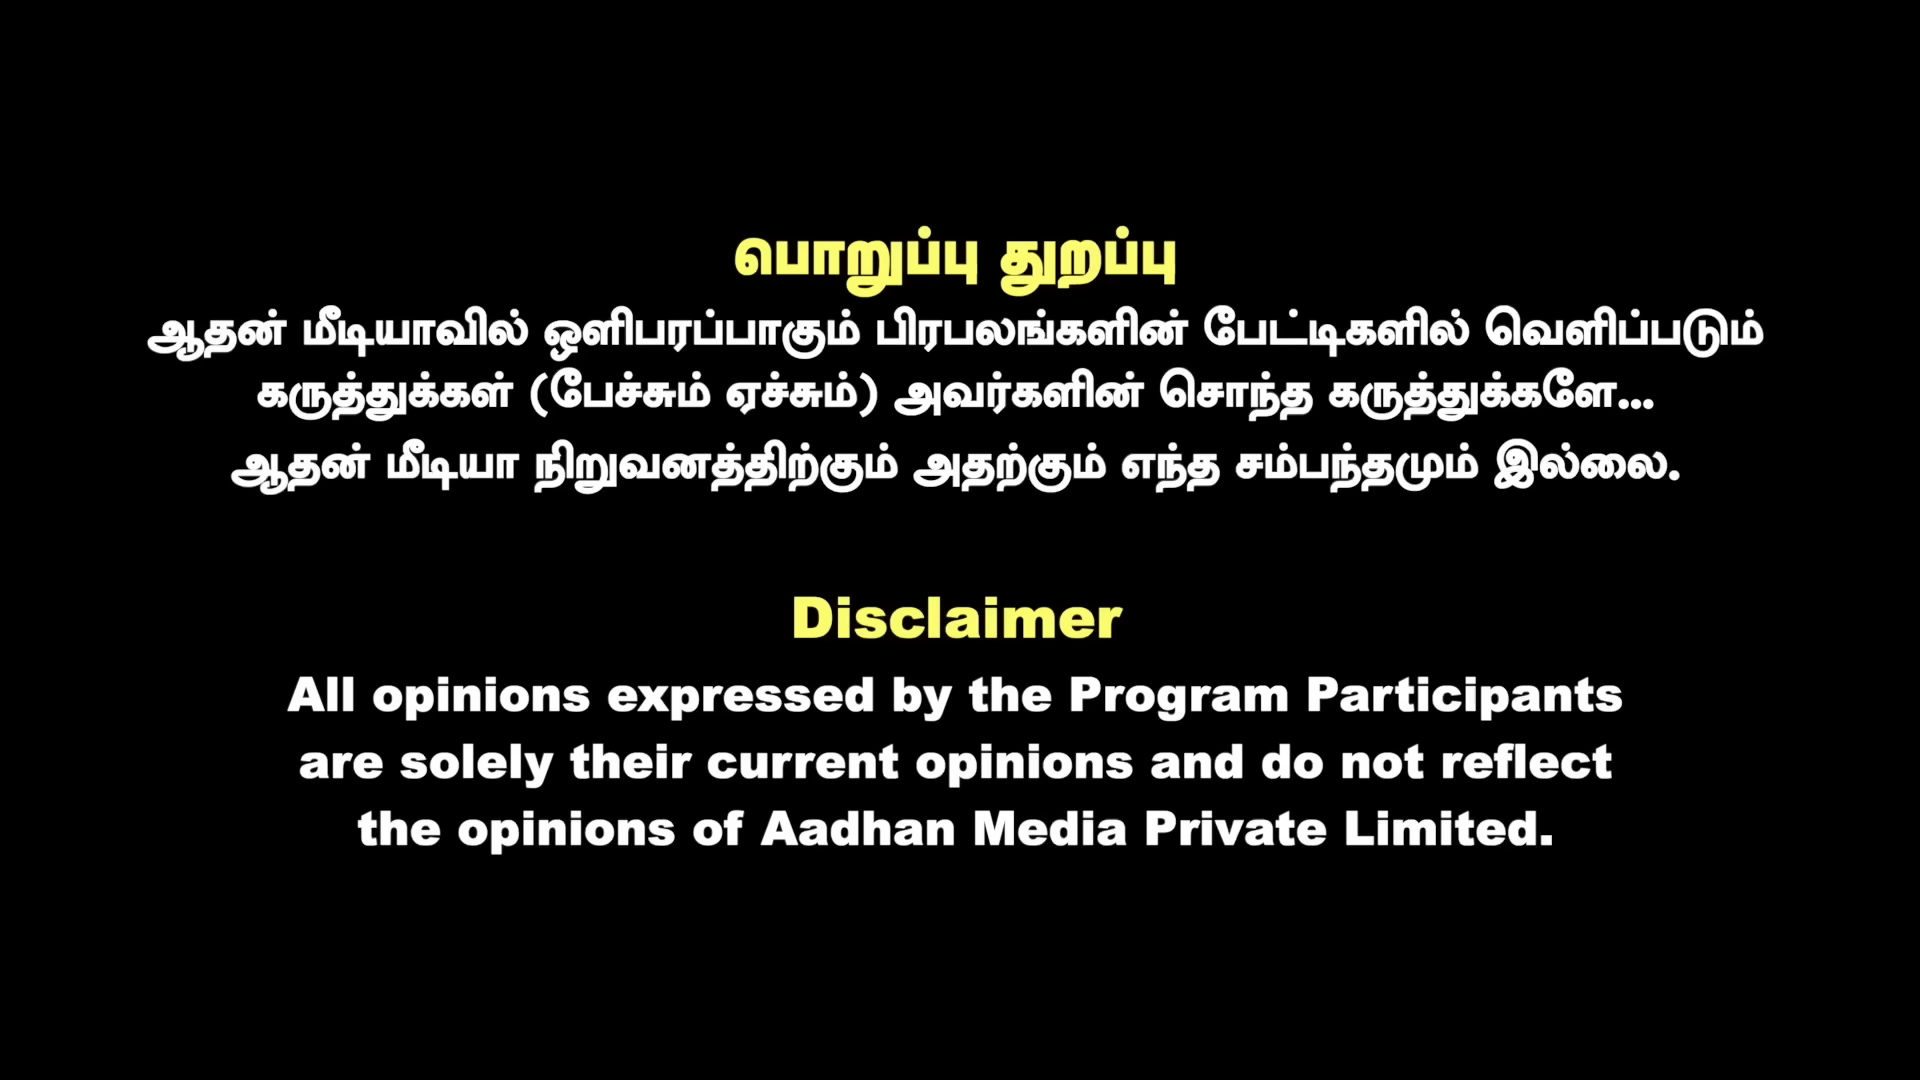 பொறுப்பு துறப்பு
ஆதன் மீடியாவில் ஒளிபரப்பாகும் பிரபலங்களின் பேட்டிகளில் வெளிப்படும்
கருத்துக்கள் (பேச்சும் ஏச்சும்) அவர்களின் சொந்த கருத்துக்களே...
ஆதன் மீடியா நிறுவனத்திற்கும் அதற்கும் எந்த சம்பந்தமும் இல்லை.
Disclaimer
All opinions expressed by the Program Participants
are solely their current opinions and do not reflect
the opinions of Aadhan Media Private Limited.